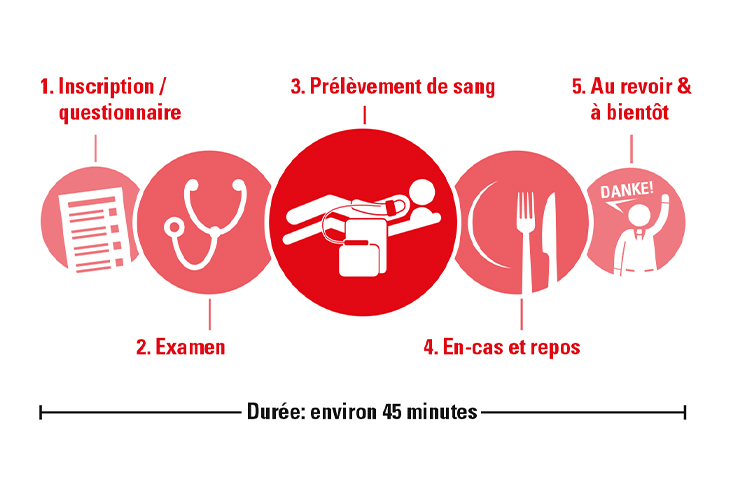 1. Inscription /
questionnaire
3. Prélèvement de sang
5. Au revoir &
à bientôt
DANKE!
2. Examen
4. En-cas et repos
Durée: environ 45 minutes